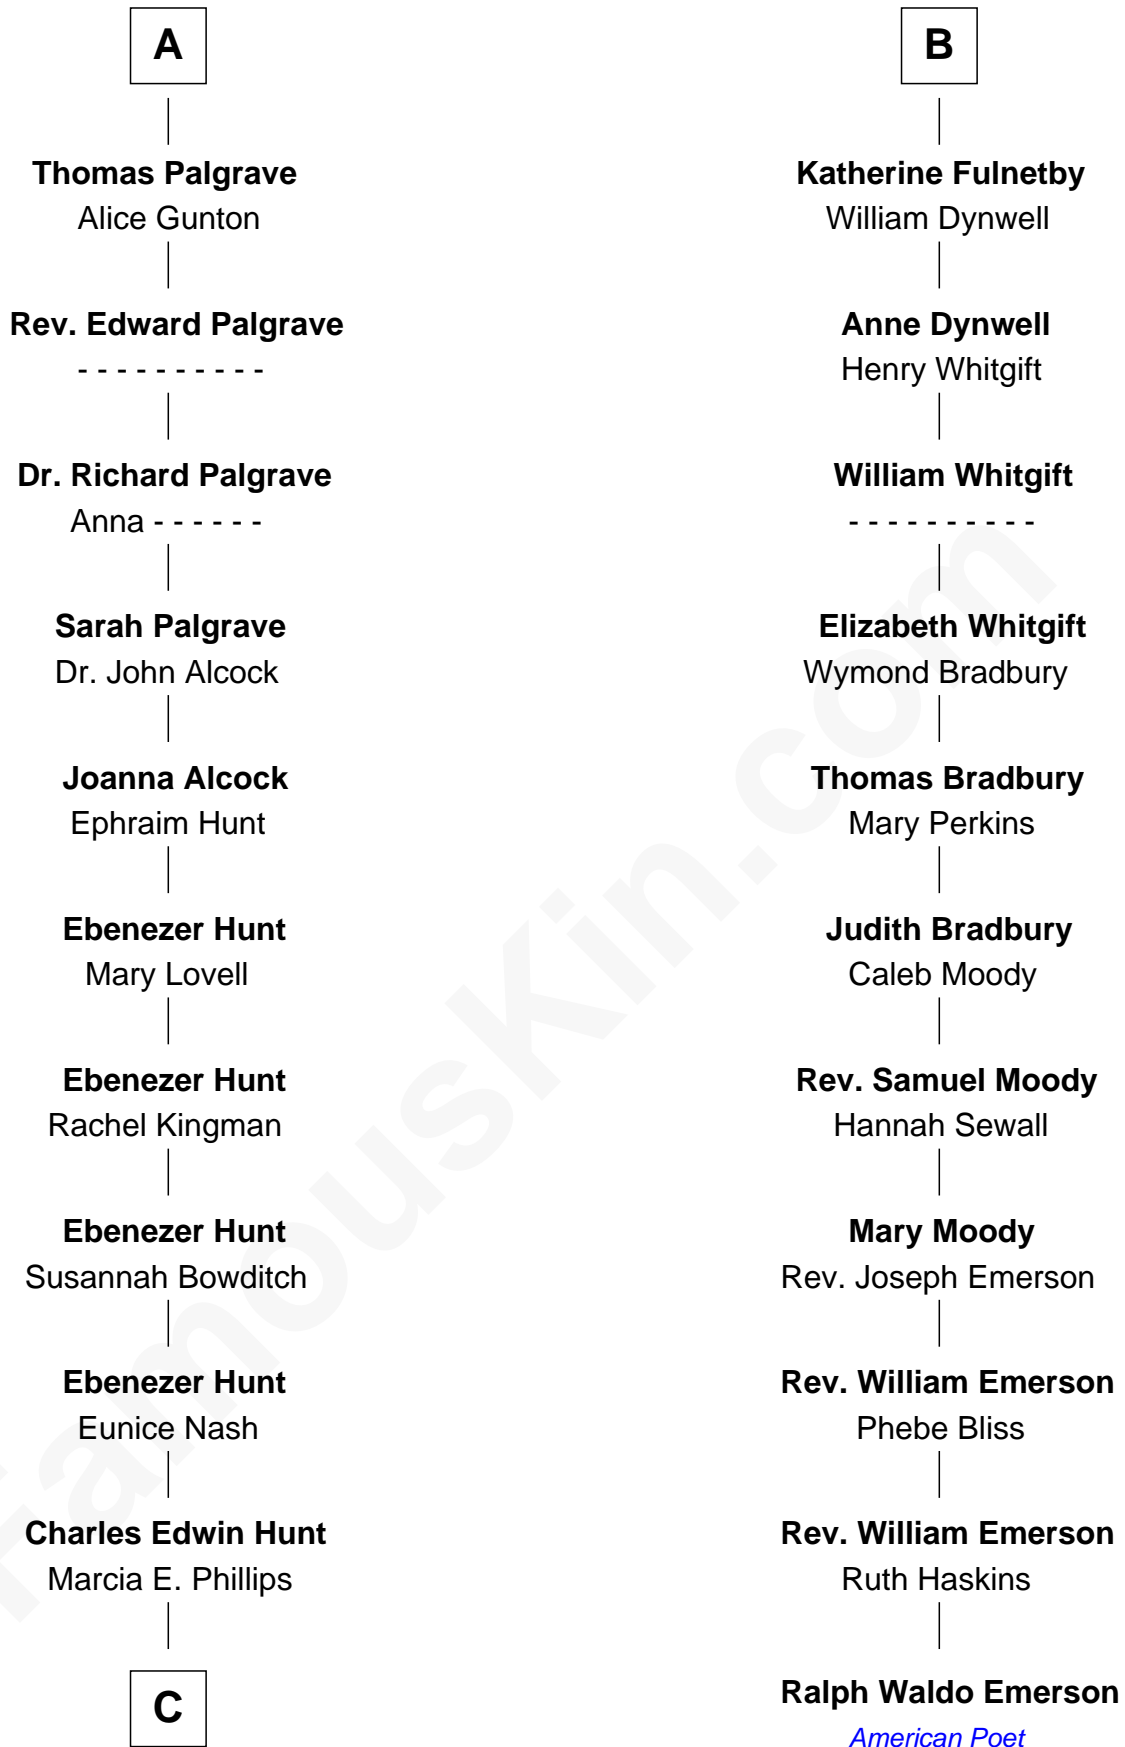 A
Thomas Palgrave
Alice Gunton
Rev. Edward Palgrave
- - - - - - - - - -
Dr. Richard Palgrave
Anna - - - - - -
Sarah Palgrave
Dr. John Alcock
Joanna Alcock
Ephraim Hunt
Ebenezer Hunt
Mary Lovell
Ebenezer Hunt
Rachel Kingman
Ebenezer Hunt
Susannah Bowditch
Ebenezer Hunt
Eunice Nash
Charles Edwin Hunt
Marcia E. Phillips
C
B
Katherine Fulnetby
William Dynwell
Anne Dynwell
Henry Whitgift
William Whitgift
- - - - - - - - - -
Elizabeth Whitgift
Wymond Bradbury
Thomas Bradbury
Mary Perkins
Judith Bradbury
Caleb Moody
Rev. Samuel Moody
Hannah Sewall
Mary Moody
Rev. Joseph Emerson
Rev. William Emerson
Phebe Bliss
Rev. William Emerson
Ruth Haskins
Ralph Waldo Emerson
American Poet
FamousKin.com